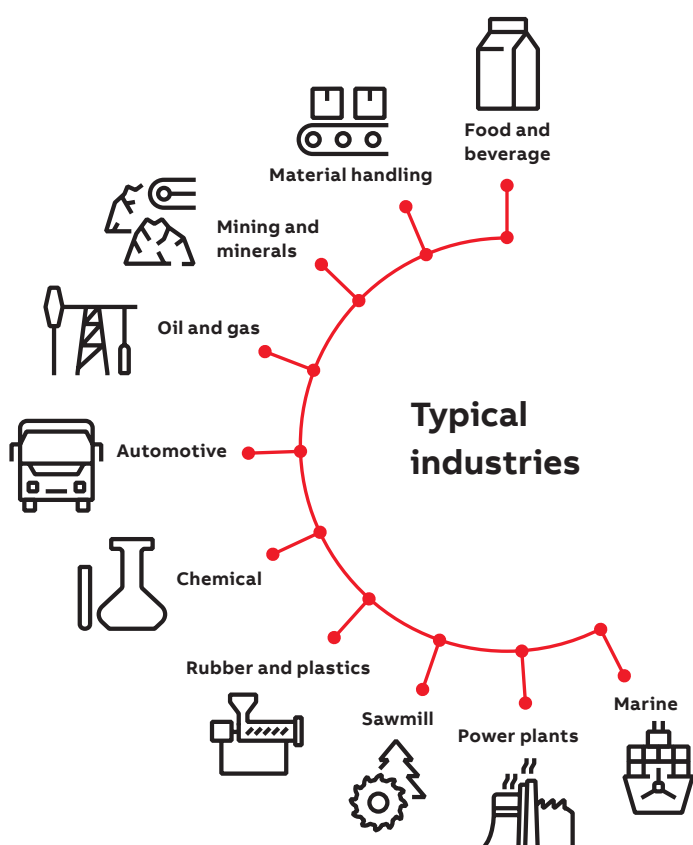 Food and
beverage
Material handling
Mining and
minerals
Oil and gas
Typical
industries
Automotive
Chemical
Rubber and plastics
Sawmill
Power plants
Marine